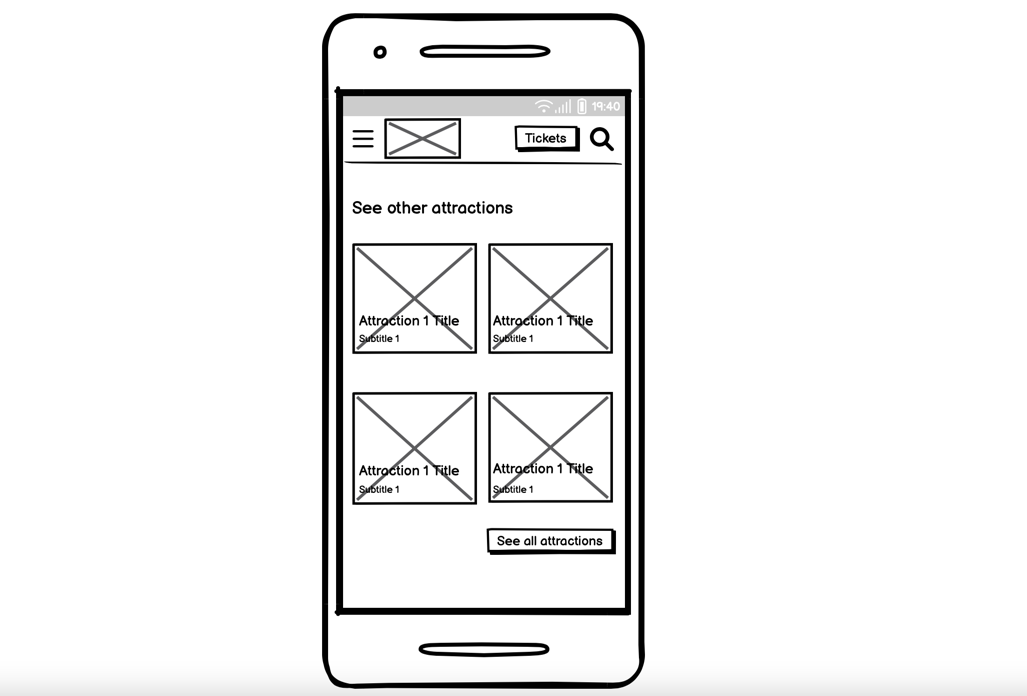 19:40
Tickets
See other attractions
Attraction 1 Title
Subtitle 1
Attraction 1 Title
Subtitle 1
Attraction 1 Title
Subtitle 1
Attraction 1 Title
Subtitle 1
See all attractions